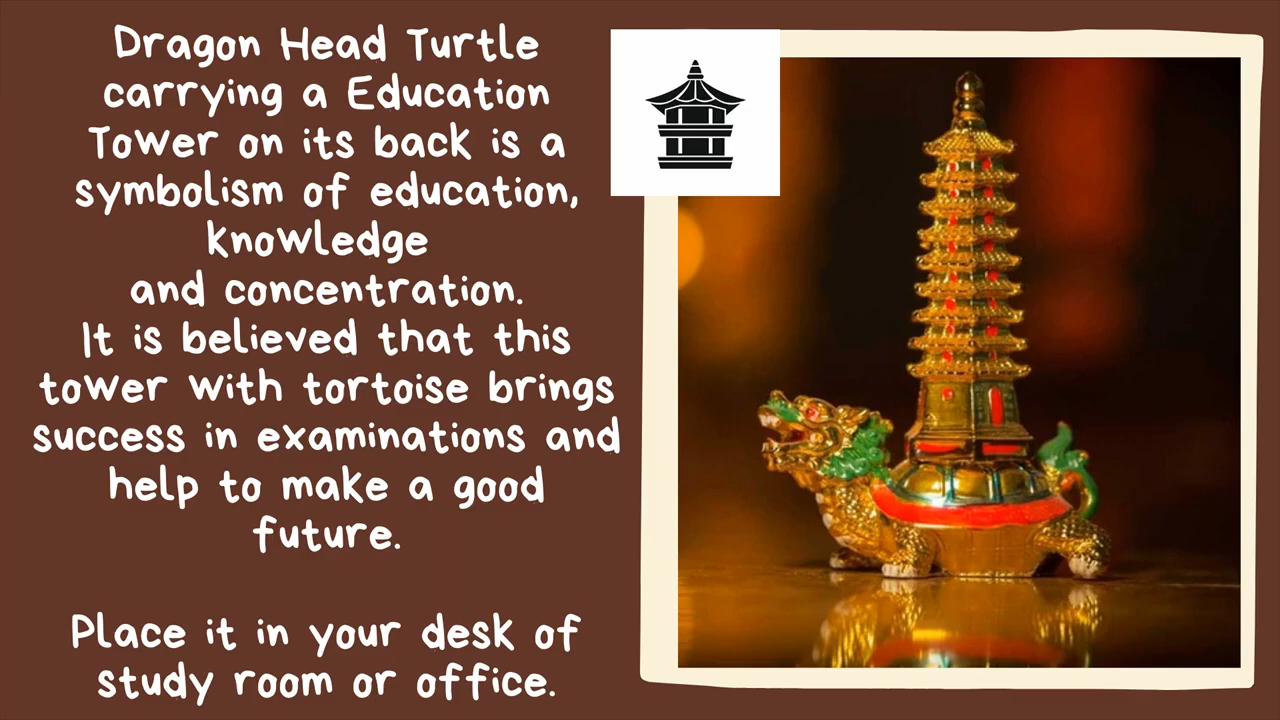 Dragon Head Turtle
carrying a Education
Tower on its back is a
symbolism of education,
knowledge
and concentration.
It is believed that this
tower with tortoise brings
success in examinations and
help to make a good
future.
Place it in your desk of
study room or office.